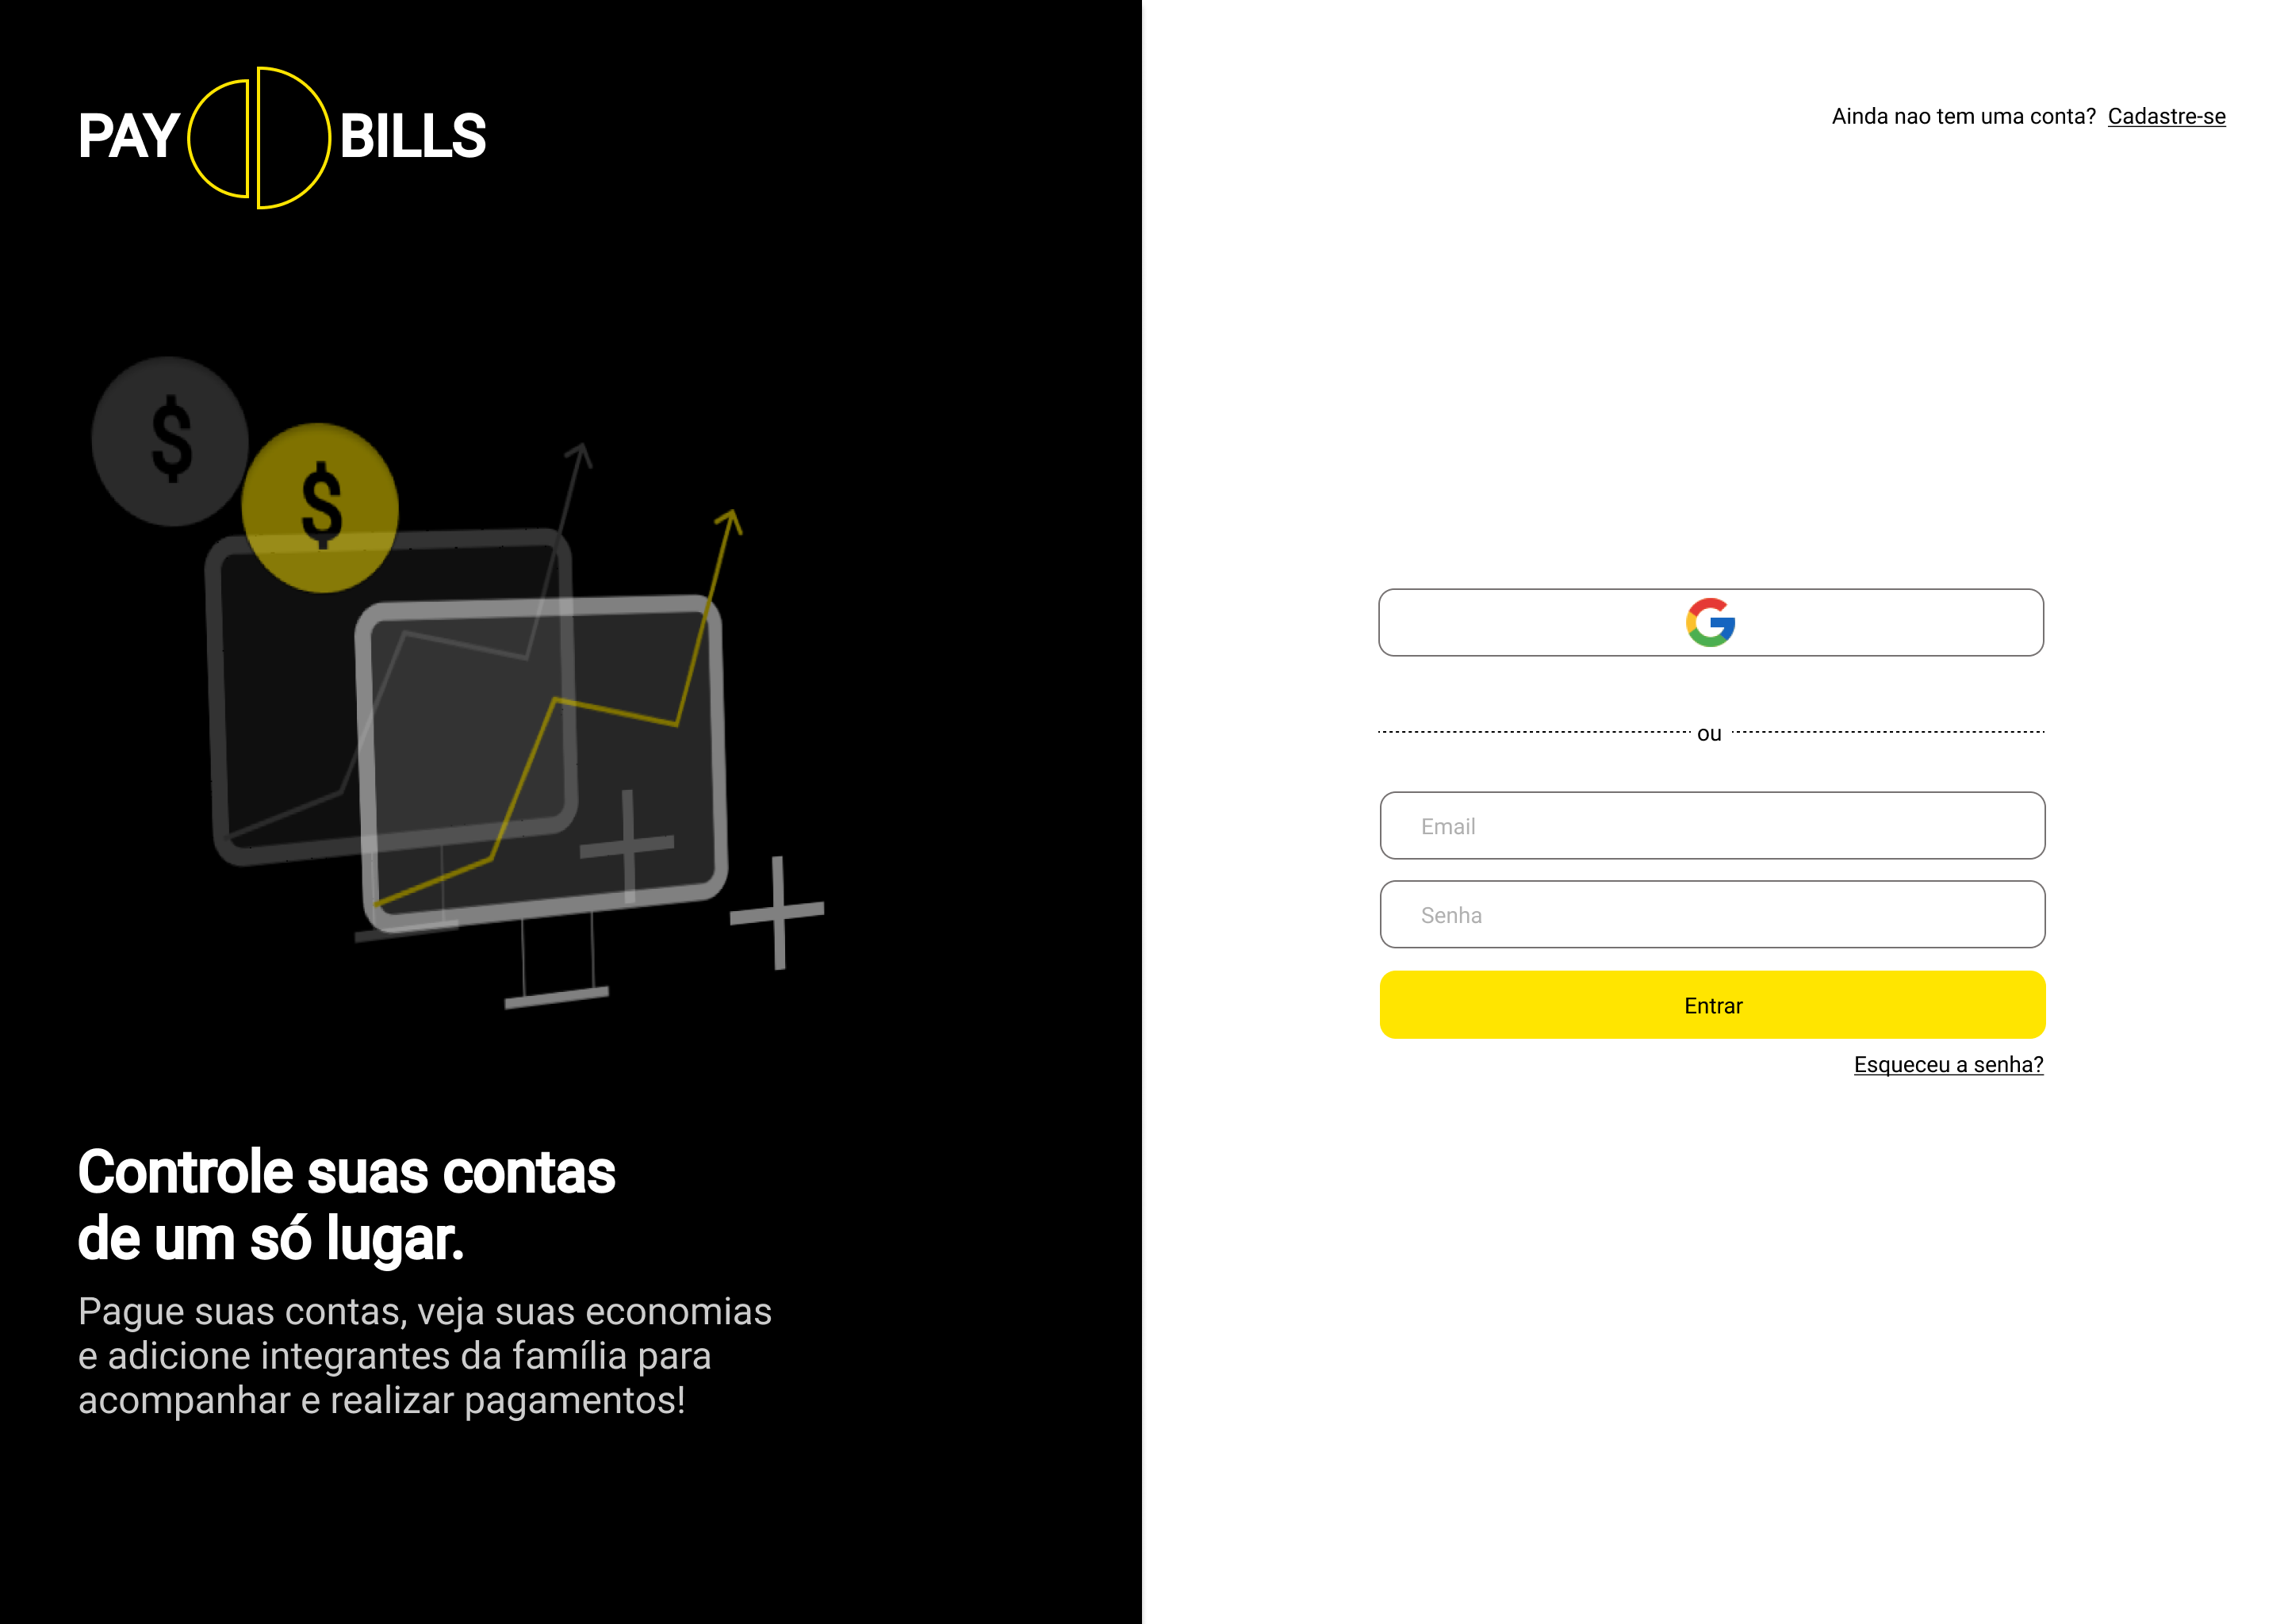 PAY BILLS
Ainda nao tem uma conta? Cadastre-se
$
$
ou
Email
Senha
Entrar
Esqueceu a senha?
Controle suas contas
de um só lugar.
Pague suas contas, veja suas economias
e adicione integrantes da família para
acompanhar e realizar pagamentos!